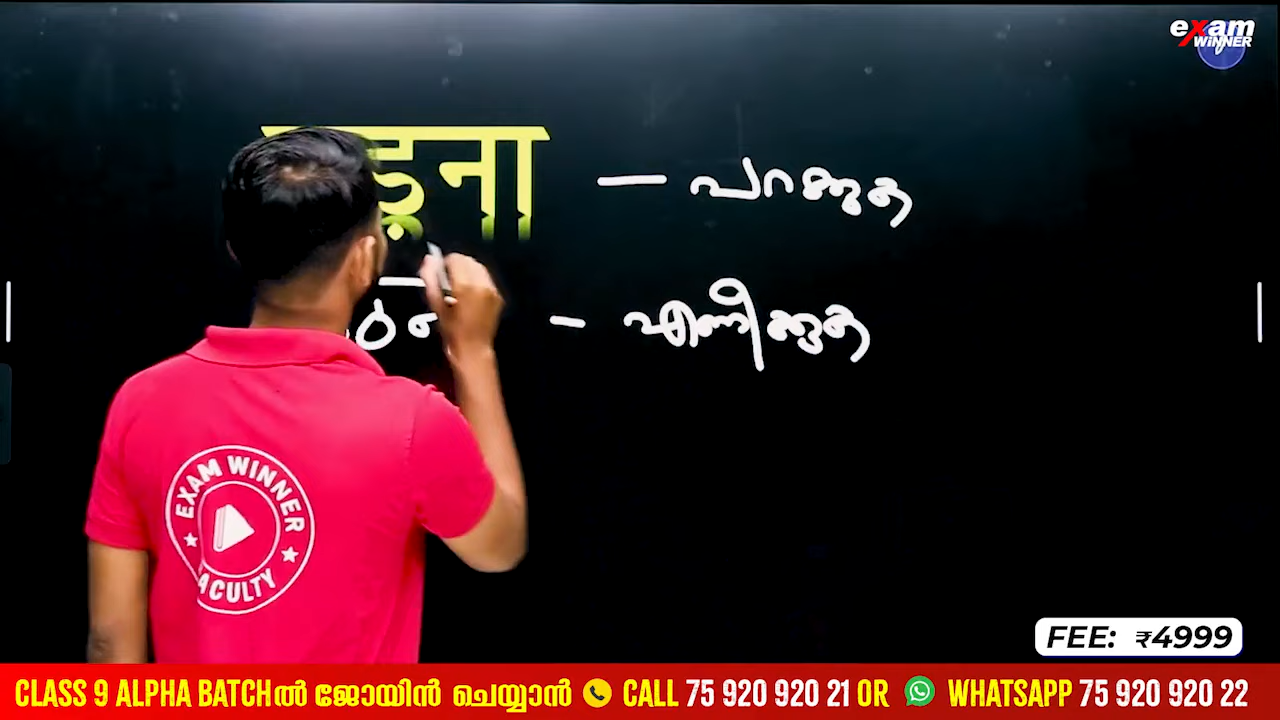 exam
WINNER
– പറക്കുക
– എണീക്കുക
EXAM WINNER
FACULTY
FEE: ₹4999
CLASS 9 ALPHA BATCHൽ ജോയിൻ ചെയ്യാൻ CALL 75 920 920 21 OR WHATSAPP 75 920 920 22